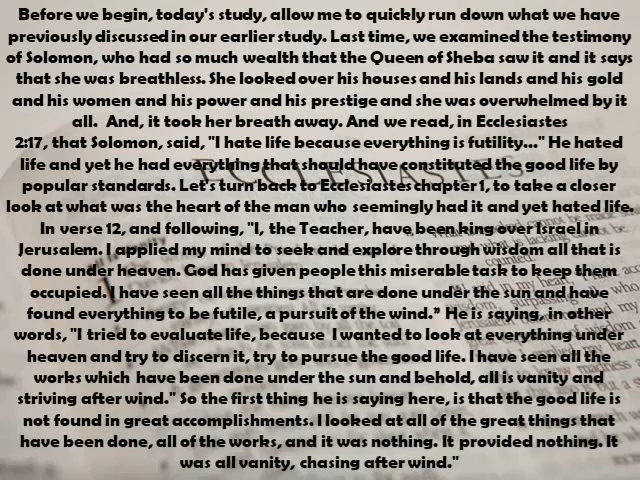 Before we begin, today's study, allow me to quickly run down what we have
previously discussed in our earlier study. Last time, we examined the testimony
of Solomon, who had so much wealth that the Queen of Sheba saw it and it says
that she was breathless. She looked over his houses and his lands and his gold
and his women and his power and his prestige and she was overwhelmed by it
all.  And, it took her breath away. And we read, in Ecclesiastes
2:17, that Solomon, said, "I hate life because everything is futility..." He hated
life and yet he had everything that should have constituted the good life by
popular standards. Let's turn back to Ecclesiastes chapter 1, to take a closer
look at what was the heart of the man who seemingly had it and yet hated life.
In verse 12, and following, "I, the Teacher, have been king over Israel in
Jerusalem. I applied my mind to seek and explore through wisdom all that is
done under heaven. God has given people this miserable task to keep them
occupied. I have seen all the things that are done under the sun and have
found everything to be futile, a pursuit of the wind.” He is saying, in other
words, "I tried to evaluate life, because I wanted to look at everything under
heaven and try to discern it, try to pursue the good life. I have seen all the
works which have been done under the sun and behold, all is vanity and
striving after wind." So the first thing he is saying here, is that the good life is
not found in great accomplishments. I looked at all of the great things that
have been done, all of the works, and it was nothing. It provided nothing. It
was all vanity, chasing after wind."
ECCLESIASTES